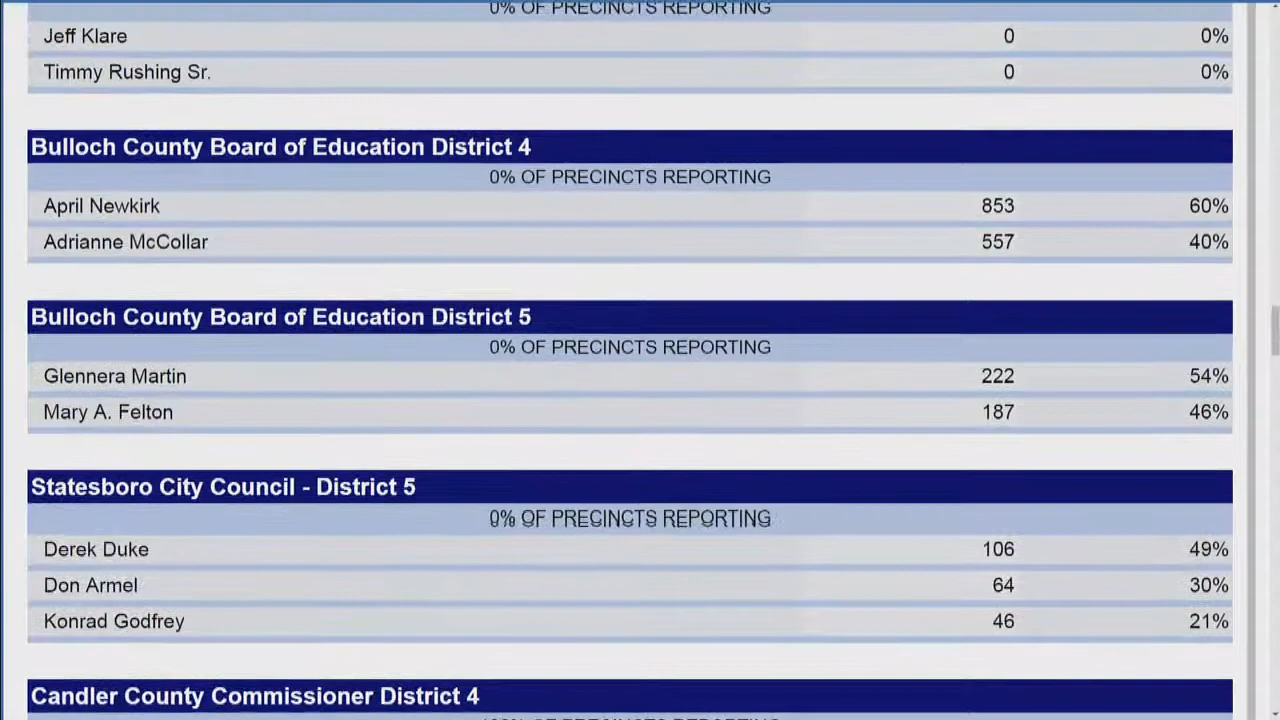 0% OF PRECINCTS REPORTING
Jeff Klare 0 0%
Timmy Rushing Sr. 0 0%
Bulloch County Board of Education District 4
0% OF PRECINCTS REPORTING
April Newkirk 853 60%
Adrianne McCollar 557 40%
Bulloch County Board of Education District 5
0% OF PRECINCTS REPORTING
Glennera Martin 222 54%
Mary A. Felton 187 46%
Statesboro City Council - District 5
0% OF PRECINCTS REPORTING
Derek Duke 106 49%
Don Armel 64 30%
Konrad Godfrey 46 21%
Candler County Commissioner District 4
OF PRECINCTS REPORTING